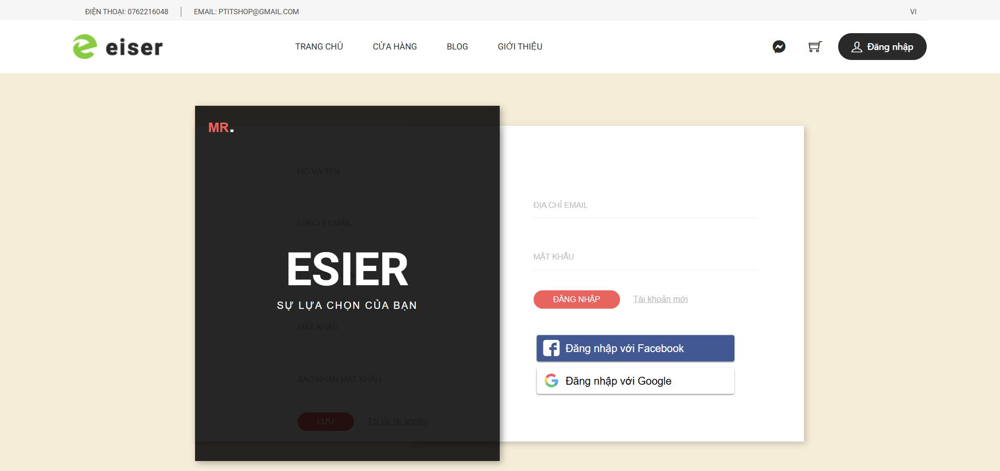 ĐIỆN THOẠI: 0762216048
EMAIL: PTITSHOP@GMAIL.COM
VI
eiser
TRANG CHỦ
CỬA HÀNG
BLOG
GIỚI THIỆU
Đăng nhập
MR.
HỌ VÀ TÊN
ĐỊA CHỈ EMAIL
ESIER
SỰ LỰA CHỌN CỦA BẠN
MẬT KHẨU
XÁC NHẬN MẬT KHẨU
LƯU
Tôi có tài khoản
ĐỊA CHỈ EMAIL
MẬT KHẨU
ĐĂNG NHẬP
Tài khoản mới
Đăng nhập với Facebook
Đăng nhập với Google